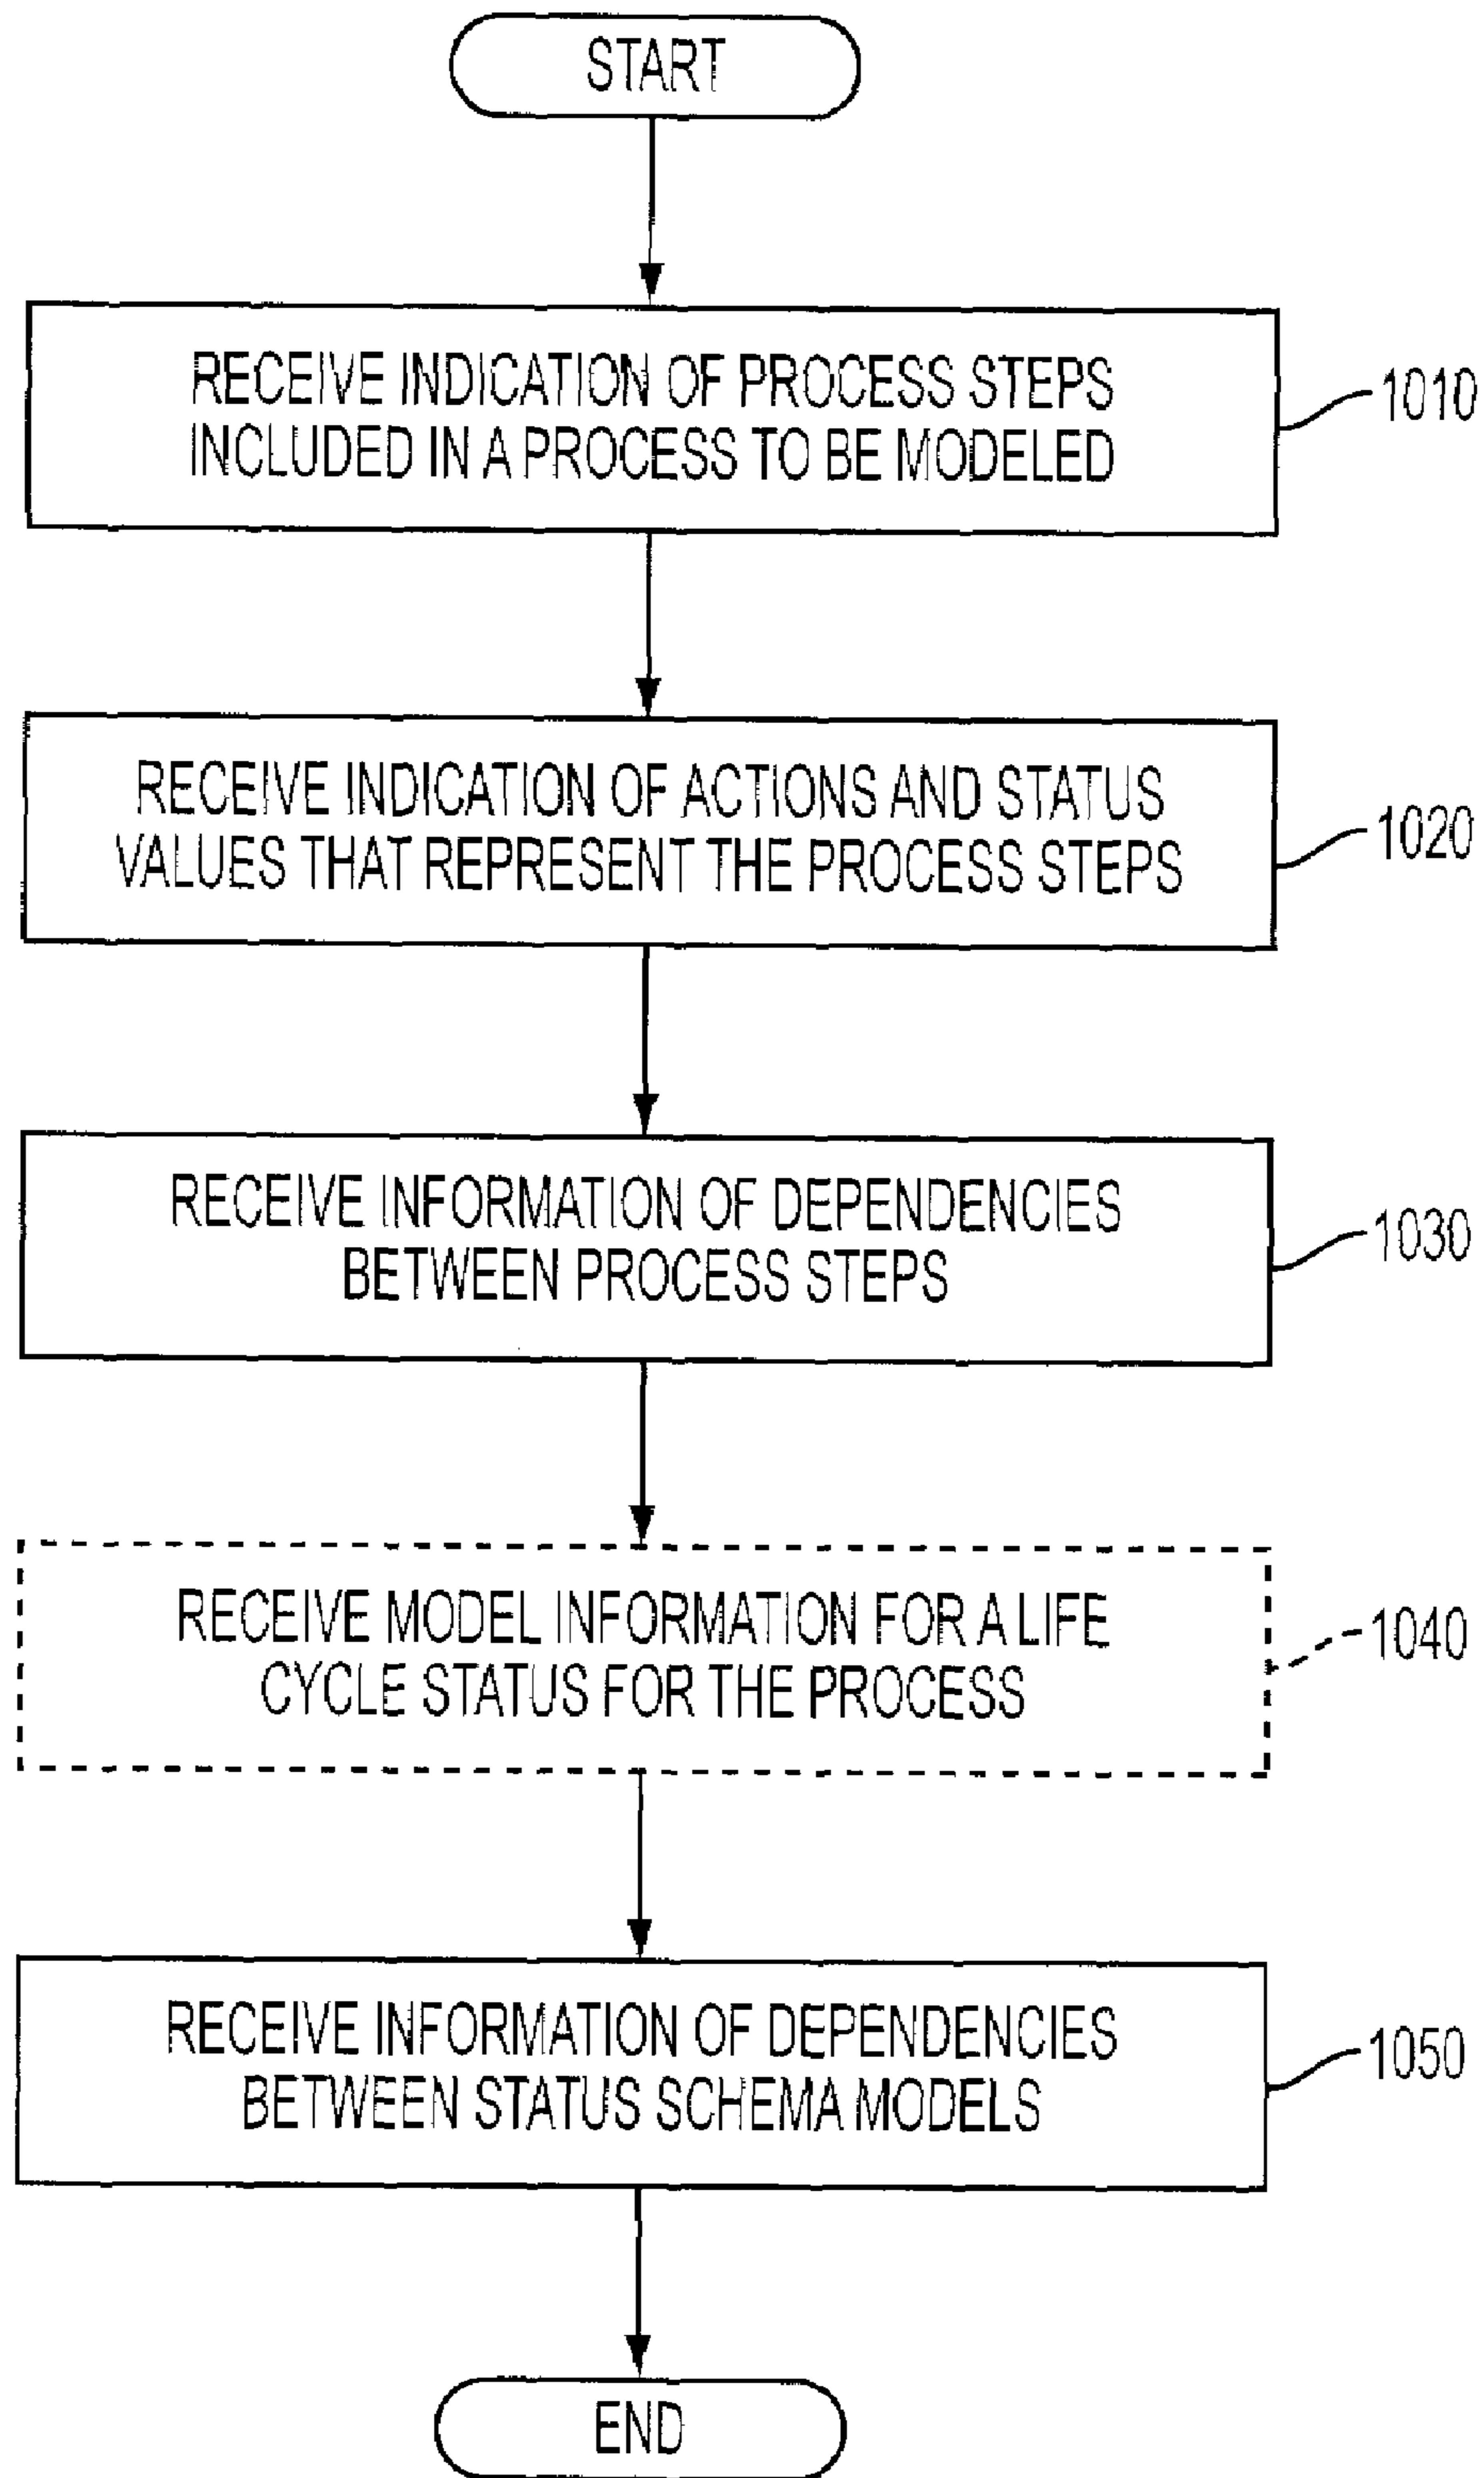 START
RECEIVE INDICATION OF PROCESS STEPS
INCLUDED IN A PROCESS TO BE MODELED
1010
RECEIVE INDICATION OF ACTIONS AND STATUS
VALUES THAT REPRESENT THE PROCESS STEPS
1020
RECEIVE INFORMATION OF DEPENDENCIES
BETWEEN PROCESS STEPS
1030
RECEIVE MODEL INFORMATION FOR A LIFE
CYCLE STATUS FOR THE PROCESS
1040
RECEIVE INFORMATION OF DEPENDENCIES
BETWEEN STATUS SCHEMA MODELS
1050
END